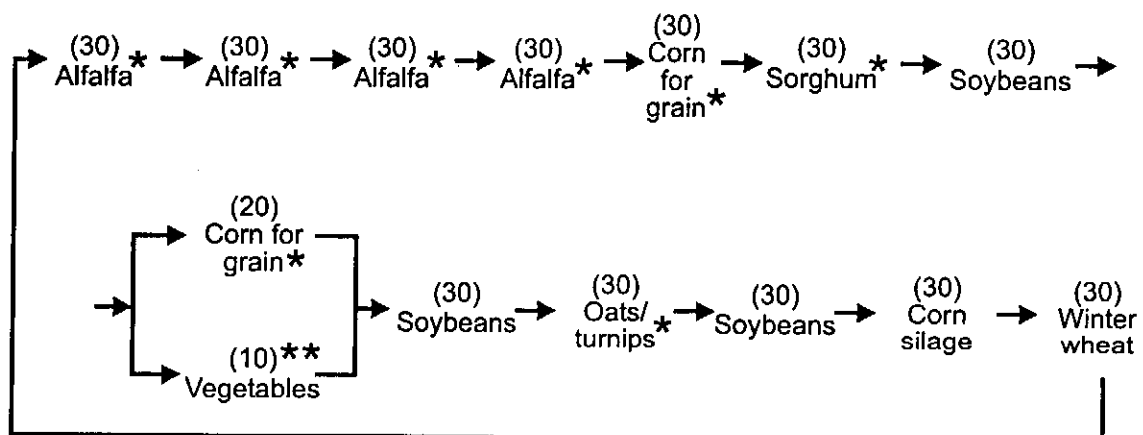 (30)
Alfalfa*
(30)
Alfalfa*
(30)
Alfalfa*
(30)
Alfalfa*
(30)
Corn
for
grain*
(30)
Sorghum*
(30)
Soybeans
(20)
Corn for
grain*
(10)**
Vegetables
(30)
Soybeans
(30)
Oats/
turnips*
(30)
Soybeans
(30)
Corn
silage
(30)
Winter
wheat